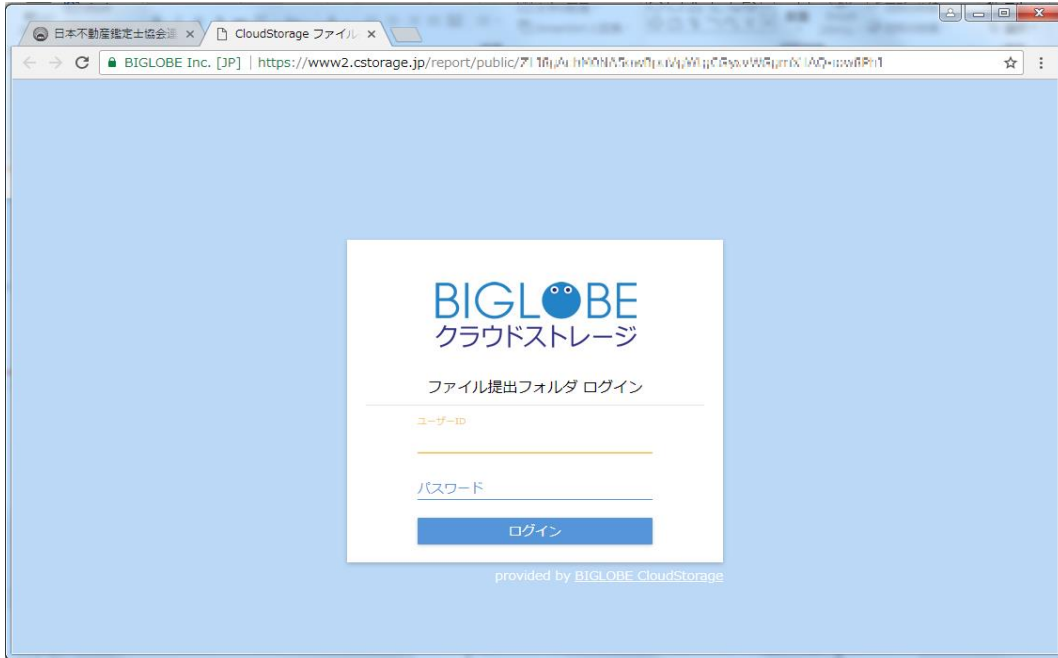 日本不動産鑑定士協会
CloudStorage ファイル
BIGLOBE Inc. [JP] | https://www2.cstorage.jp/report/public/
BIGLOBE
クラウドストレージ
ファイル提出フォルダ ログイン
ユーザーID
パスワード
ログイン
provided by BIGLOBE CloudStorage